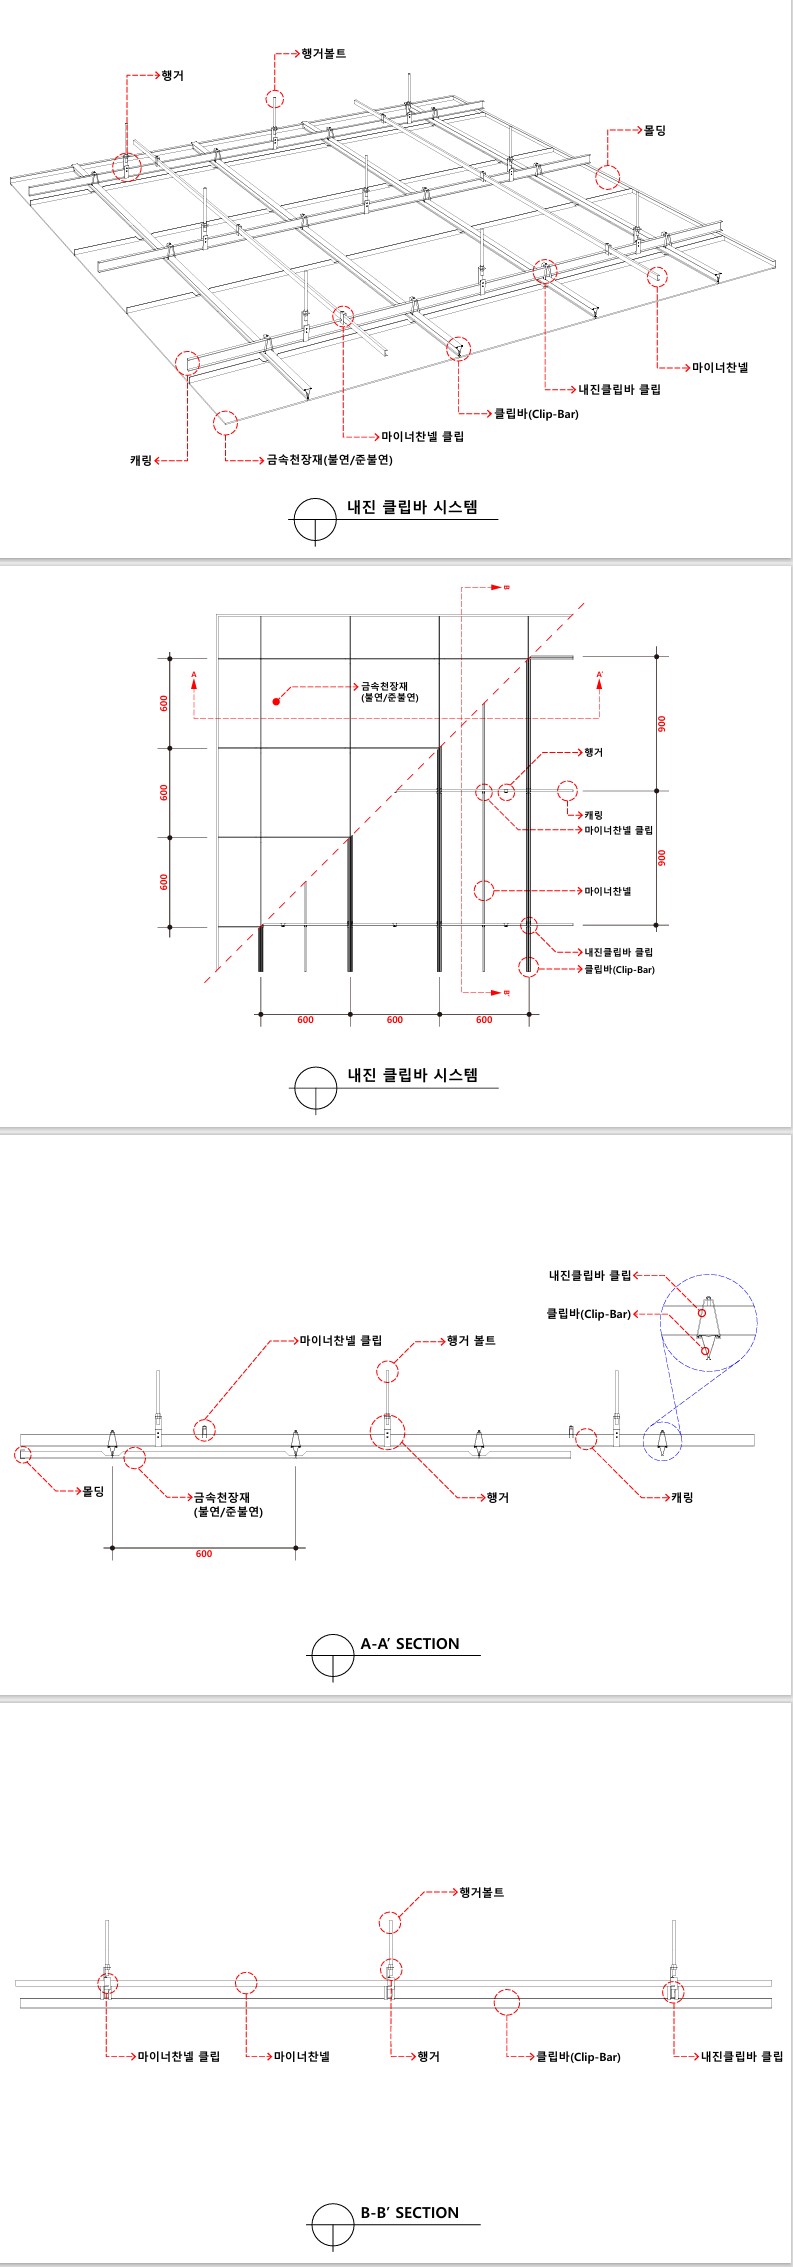 행거볼트
행거
몰딩
마이너찬넬
내진클립바 클립
클립바(Clip-Bar)
마이너찬넬 클립
캐링
금속천장재(불연/준불연)
내진 클립바 시스템
B
A
A'
금속천장재
(불연/준불연)
600
600
600
900
900
행거
캐링
마이너찬넬 클립
마이너찬넬
내진클립바 클립
클립바(Clip-Bar)
B'
600
600
600
내진 클립바 시스템
내진클립바 클립
클립바(Clip-Bar)
마이너찬넬 클립
행거 볼트
몰딩
금속천장재
(불연/준불연)
행거
캐링
600
A-A′ SECTION
행거볼트
마이너찬넬 클립
마이너찬넬
행거
클립바(Clip-Bar)
내진클립바 클립
B-B′ SECTION